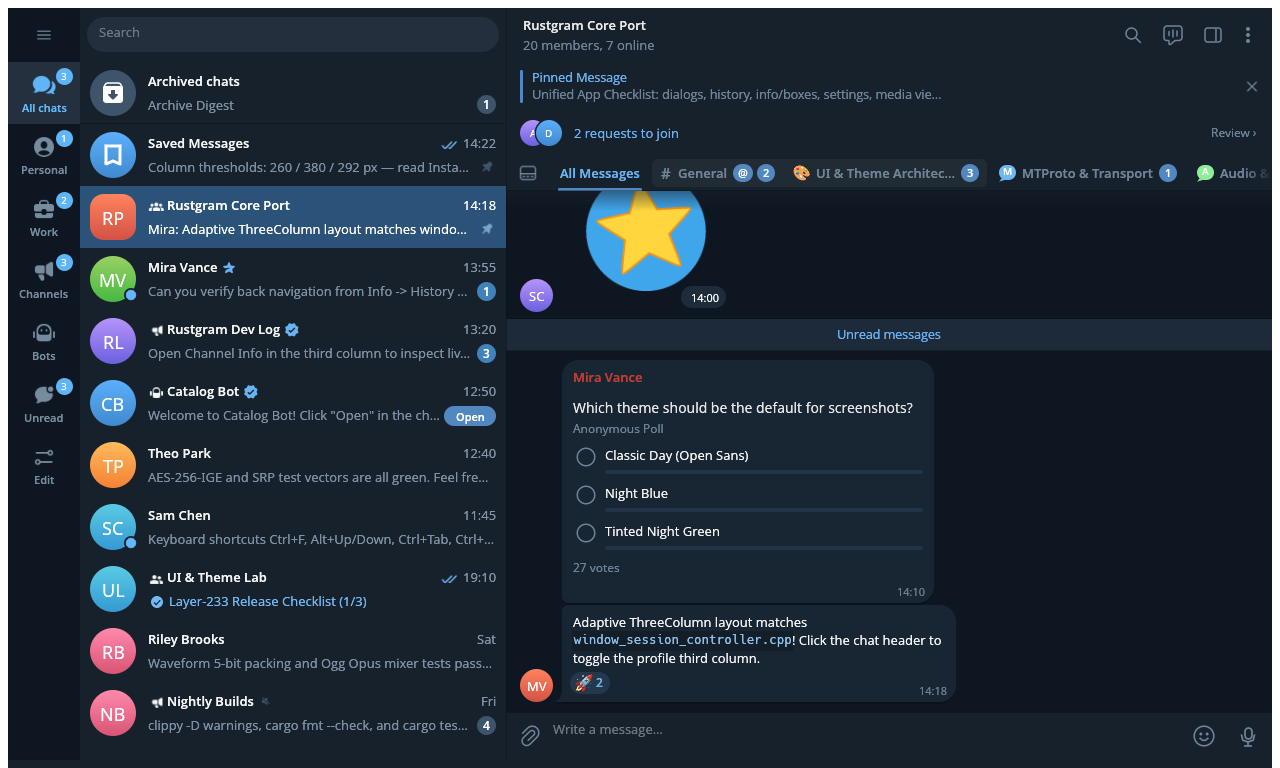 Search
3
All chats
1
Personal
2
Work
3
Channels
Bots
3
Unread
Edit
Archived chats
Archive Digest
1
Saved Messages
14:22
Column thresholds: 260 / 380 / 292 px — read Insta...
RP
Rustgram Core Port
14:18
Mira: Adaptive ThreeColumn layout matches windo...
MV
Mira Vance
13:55
Can you verify back navigation from Info -> History ...
1
RL
Rustgram Dev Log
13:20
Open Channel Info in the third column to inspect liv...
3
CB
Catalog Bot
12:50
Welcome to Catalog Bot! Click "Open" in the ch...
Open
TP
Theo Park
12:40
AES-256-IGE and SRP test vectors are all green. Feel fre...
SC
Sam Chen
11:45
Keyboard shortcuts Ctrl+F, Alt+Up/Down, Ctrl+Tab, Ctrl+...
UL
UI & Theme Lab
19:10
Layer-233 Release Checklist (1/3)
RB
Riley Brooks
Sat
Waveform 5-bit packing and Ogg Opus mixer tests pass...
NB
Nightly Builds
Fri
clippy -D warnings, cargo fmt --check, and cargo tes...
4
Rustgram Core Port
20 members, 7 online
Pinned Message
Unified App Checklist: dialogs, history, info/boxes, settings, media vie...
A D
2 requests to join
Review ›
All Messages
# General @ 2
UI & Theme Architec... 3
M MTProto & Transport 1
A Audio &
SC
14:00
Unread messages
Mira Vance
Which theme should be the default for screenshots?
Anonymous Poll
Classic Day (Open Sans)
Night Blue
Tinted Night Green
27 votes
14:10
Adaptive ThreeColumn layout matches
window_session_controller.cpp! Click the chat header to
toggle the profile third column.
2
14:18
MV
Write a message...